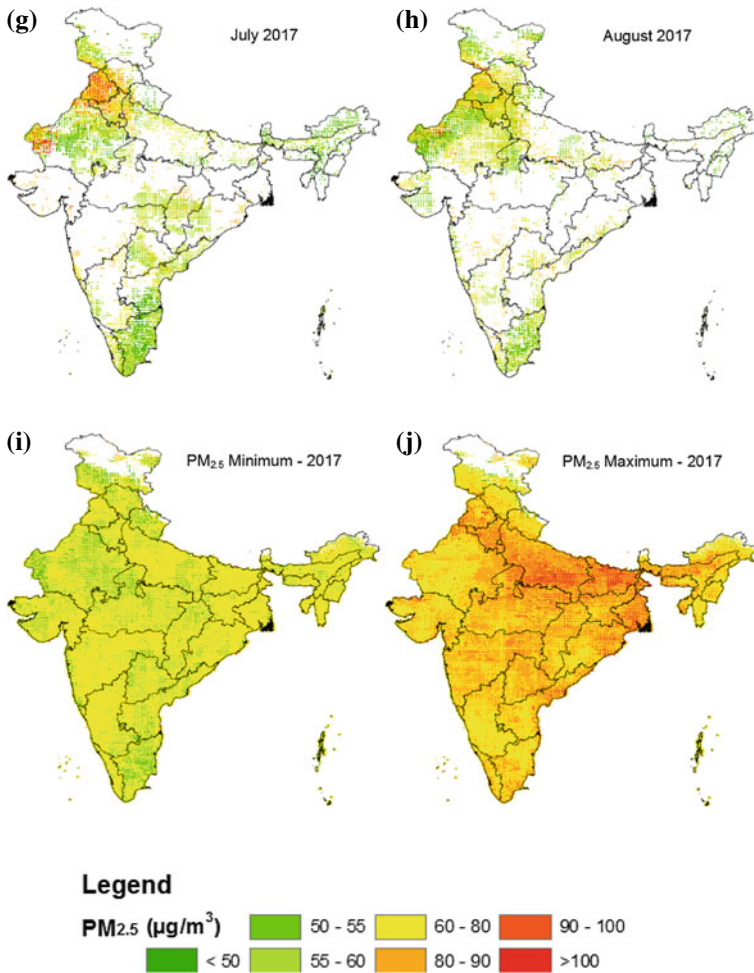 (g)
July 2017
(h)
August 2017
(i)
PM2.5 Minimum - 2017
(j)
PM2.5 Maximum - 2017
Legend
PM2.5 (µg/m³)
50 - 55
60 - 80
90 - 100
< 50
55 - 60
80 - 90
>100